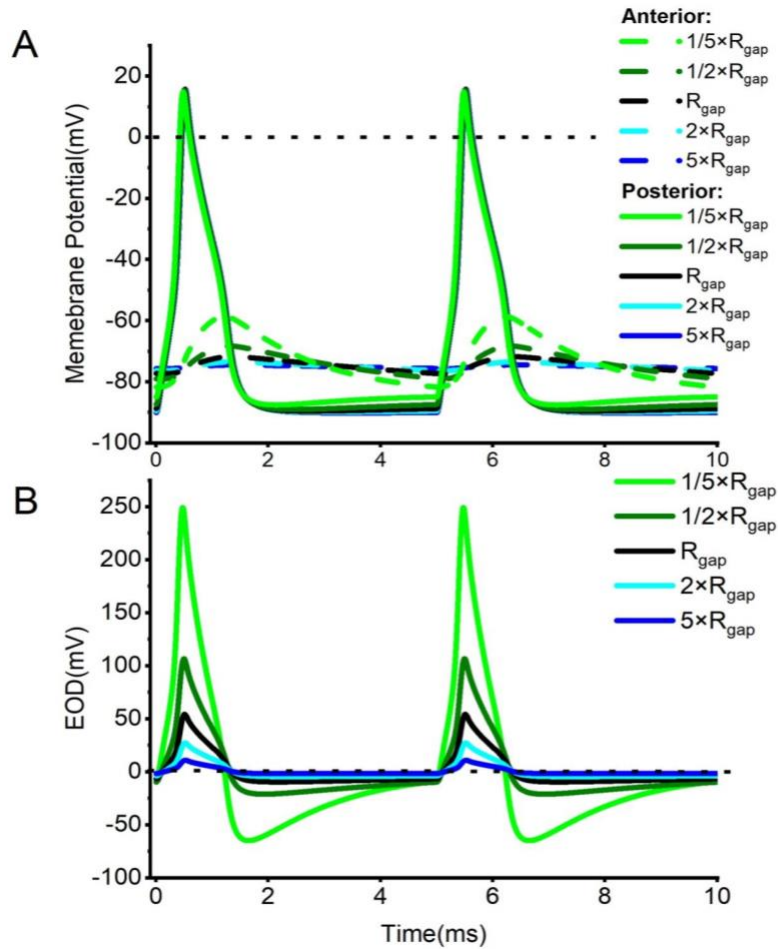 Anterior:
1/5×Rgap
1/2×Rgap
Rgap
2×Rgap
5×Rgap
Posterior:
1/5×Rgap
1/2×Rgap
Rgap
2×Rgap
5×Rgap
A
Memebrane Potential(mV)
20
0
-20
-40
-60
-80
-100
0
2
4
6
8
10
B
1/5×Rgap
1/2×Rgap
Rgap
2×Rgap
5×Rgap
EOD(mV)
250
200
150
100
50
0
-50
-100
0
2
4
6
8
10
Time(ms)